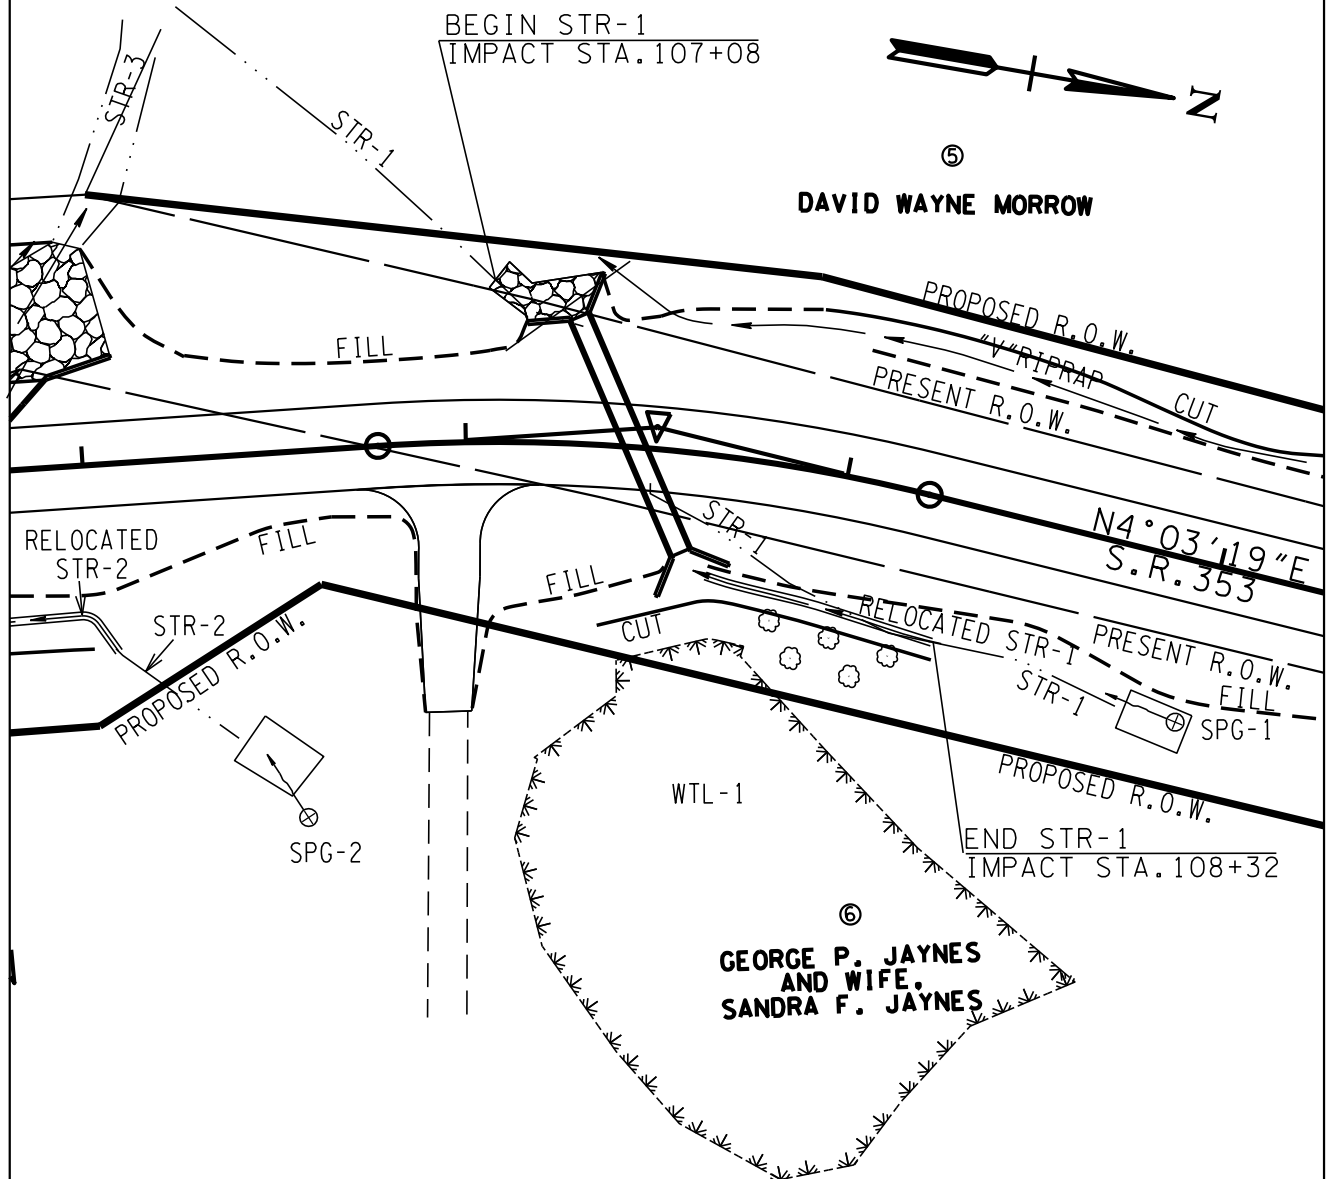 BEGIN STR-1
IMPACT STA.107+08
STR-3
STR-1
N
5
DAVID WAYNE MORROW
PROPOSED R.O.W.
"V"RIPRAP
PRESENT R.O.W.
CUT
FILL
N4°03'19"E
S.R.353
RELOCATED
STR-2
FILL
STR-1
FILL
STR-2
CUT
RELOCATED STR-1
PRESENT R.O.W.
PROPOSED R.O.W.
STR-1
FILL
SPG-1
PROPOSED R.O.W.
WTL-1
SPG-2
END STR-1
IMPACT STA.108+32
6
GEORGE P. JAYNES
AND WIFE,
SANDRA F. JAYNES